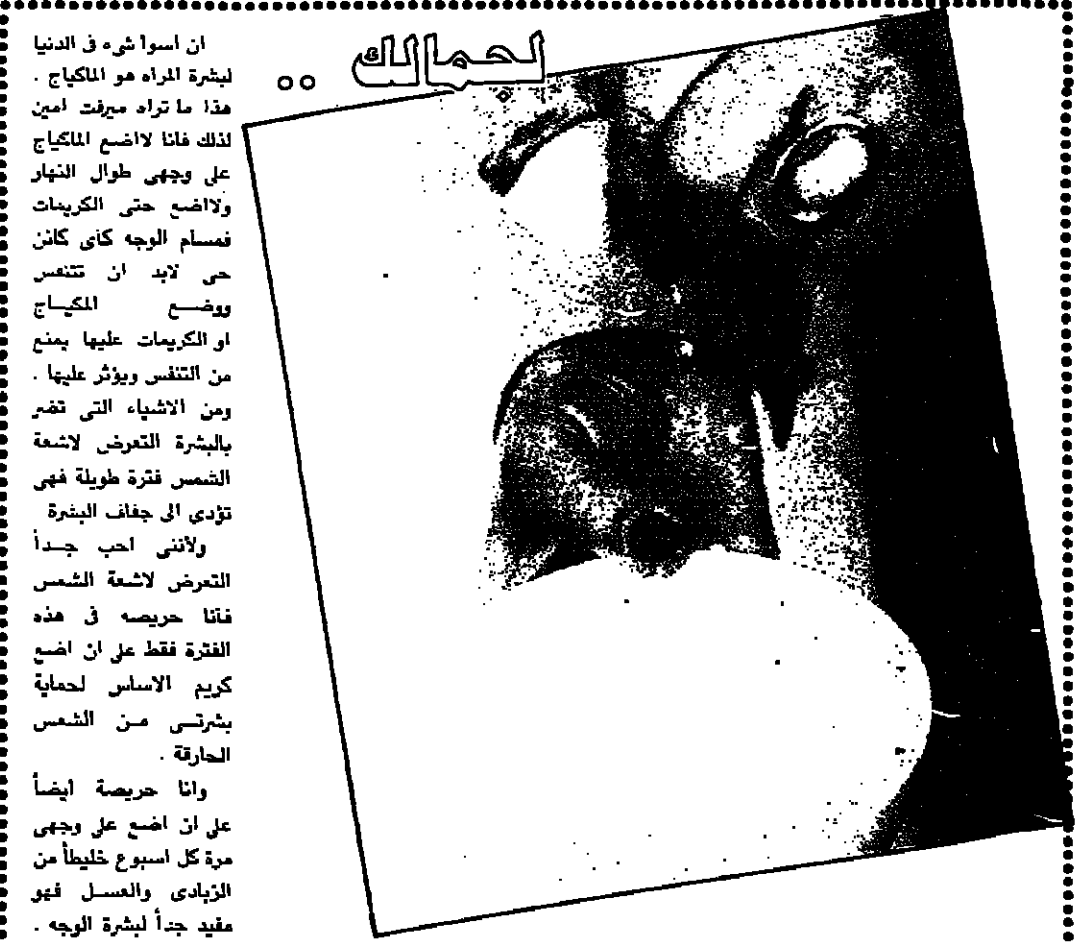 لجمالك ..
ان اسوا شىء فى الدنيا
لبشرة المراه هو الماكياج .
هذا ما تراه ميرفت امين
لذلك فانا لااضع الماكياج
على وجهى طوال النهار
ولااضع حتى الكريمات
فمسام الوجه كاى كائن
حى لابد ان تتنفس
ووضع المكياج
او الكريمات عليها يمنع
من التنفس ويؤثر عليها .
ومن الاشياء التى تضر
بالبشرة التعرض لاشعة
الشمس فترة طويلة فهى
تؤدي الى جفاف البشرة
ولأننى احب جداً
التعرض لاشعة الشمس
فأنا حريصه فى هذه
الفترة فقط على ان اضع
كريم الاساس لحماية
بشرتى من الشمس
الحارقة .
وانا حريصة ايضاً
على ان اضع على وجهى
مرة كل اسبوع خليطاً من
الزبادى والعسل فهو
مفيد جداً لبشرة الوجه .